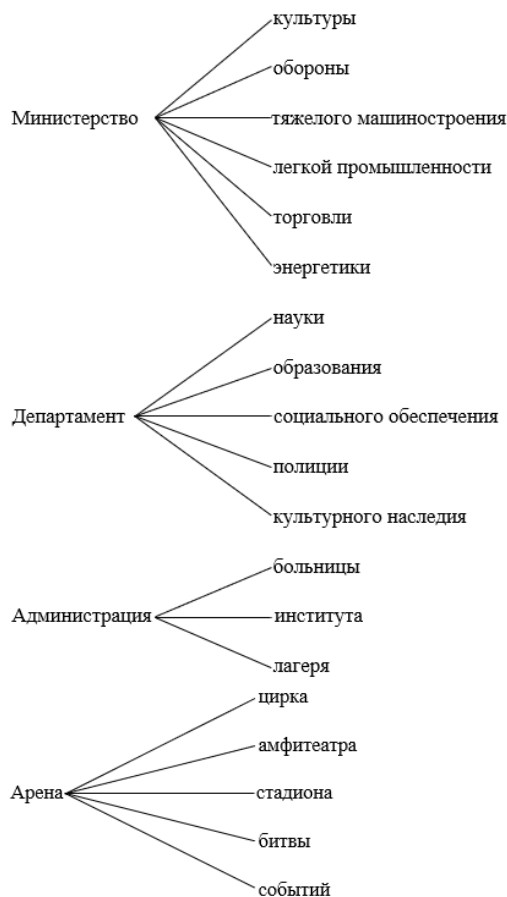 культуры
обороны
Министерство тяжелого машиностроения
легкой промышленности
торговли
энергетики
науки
образования
Департамент социального обеспечения
полиции
культурного наследия
больницы
Администрация института
лагеря
цирка
амфитеатра
Арена стадиона
битвы
событий